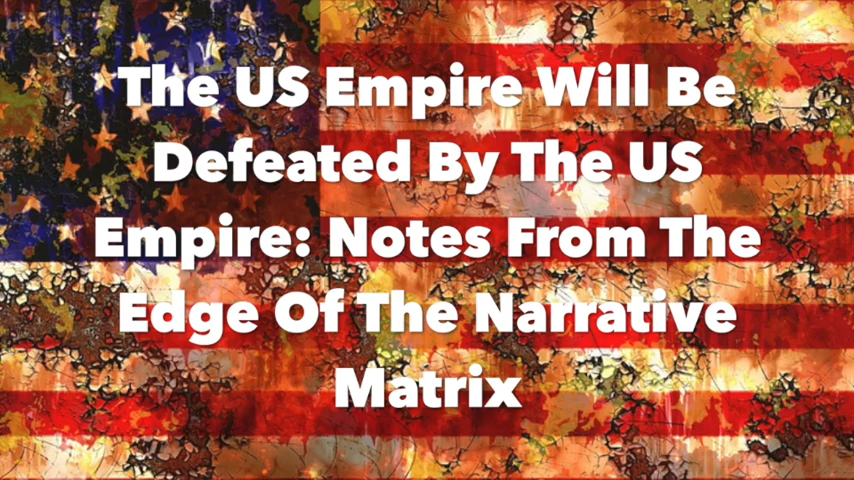 The US Empire Will Be
Defeated By The US
Empire: Notes From The
Edge Of The Narrative
Matrix